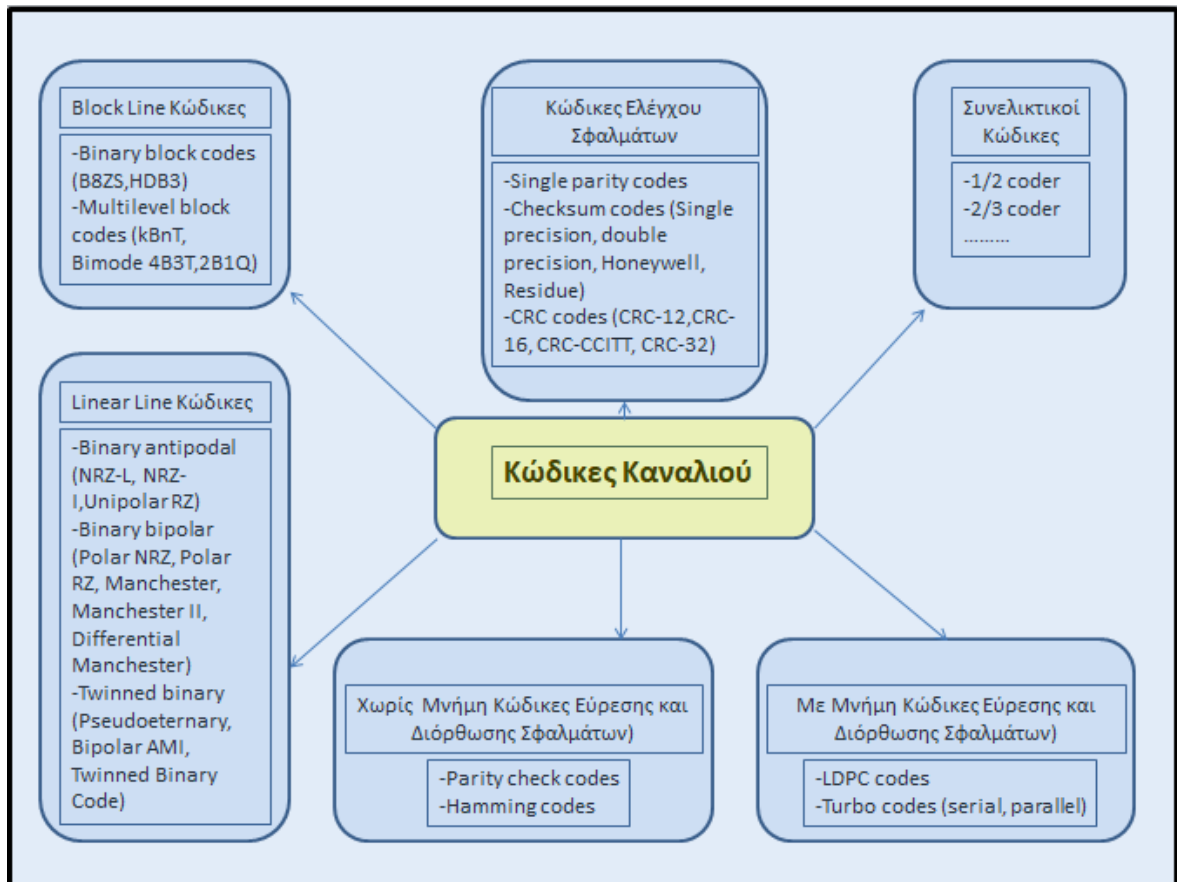 Block Line Κώδικες
-Binary block codes
(B8ZS,HDB3)
-Multilevel block
codes (kBnT,
Bimode 4B3T,2B1Q)
Κώδικες Ελέγχου
Σφαλμάτων
-Single parity codes
-Checksum codes (Single
precision, double
precision, Honeywell,
Residue)
-CRC codes (CRC-12,CRC-
16, CRC-CCITT, CRC-32)
Συνελικτικοί
Κώδικες
-1/2 coder
-2/3 coder
.........
Linear Line Κώδικες
-Binary antipodal
(NRZ-L, NRZ-
I,Unipolar RZ)
-Binary bipolar
(Polar NRZ, Polar
RZ, Manchester,
Manchester II,
Differential
Manchester)
-Twinned binary
(Pseudoeternary,
Bipolar AMI,
Twinned Binary
Code)
Κώδικες Καναλιού
Χωρίς Μνήμη Κώδικες Εύρεσης και
Διόρθωσης Σφαλμάτων)
-Parity check codes
-Hamming codes
Με Μνήμη Κώδικες Εύρεσης και
Διόρθωσης Σφαλμάτων)
-LDPC codes
-Turbo codes (serial, parallel)